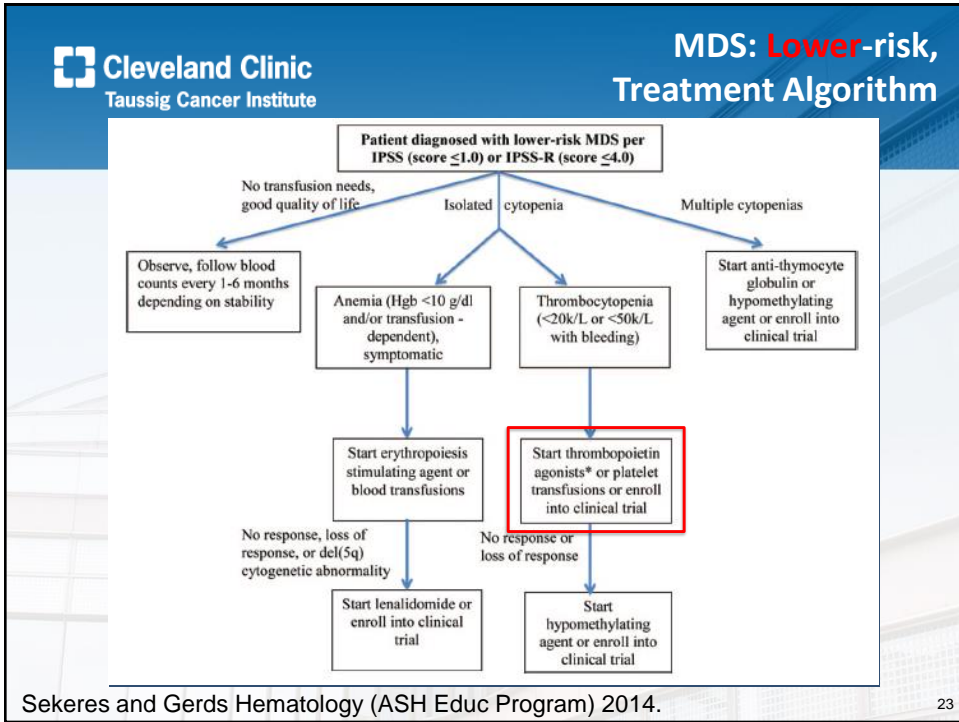 Cleveland Clinic
Taussig Cancer Institute
MDS: Lower-risk,
Treatment Algorithm
Patient diagnosed with lower-risk MDS per
IPSS (score ≤1.0) or IPSS-R (score ≤4.0)
No transfusion needs,
good quality of life
Isolated cytopenia
Multiple cytopenias
Observe, follow blood
counts every 1-6 months
depending on stability
Anemia (Hgb <10 g/dl
and/or transfusion -
dependent),
symptomatic
Thrombocytopenia
(<20k/L or <50k/L
with bleeding)
Start anti-thymocyte
globulin or
hypomethylating
agent or enroll into
clinical trial
Start erythropoiesis
stimulating agent or
blood transfusions
Start thrombopoietin
agonists* or platelet
transfusions or enroll
into clinical trial
No response, loss of
response, or del(5q)
cytogenetic abnormality
No response or
loss of response
Start lenalidomide or
enroll into clinical
trial
Start
hypomethylating
agent or enroll into
clinical trial
Sekeres and Gerds Hematology (ASH Educ Program) 2014.
23